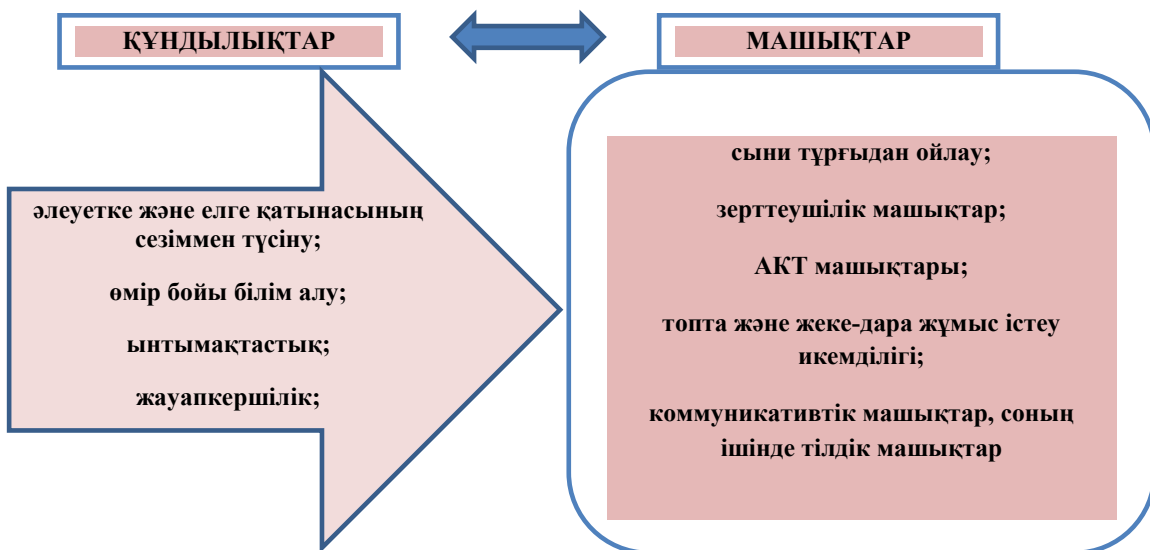 ҚҰНДЫЛЫҚТАР
МАШЫҚТАР
әлеуетке және елге қатынасының
сезіммен түсіну;
өмір бойы білім алу;
ынтымақтастық;
жауапкершілік;
сыни тұрғыдан ойлау;
зерттеушілік машықтар;
АКТ машықтары;
топта және жеке-дара жұмыс істеу
икемділігі;
коммуникативтік машықтар, соның
ішінде тілдік машықтар